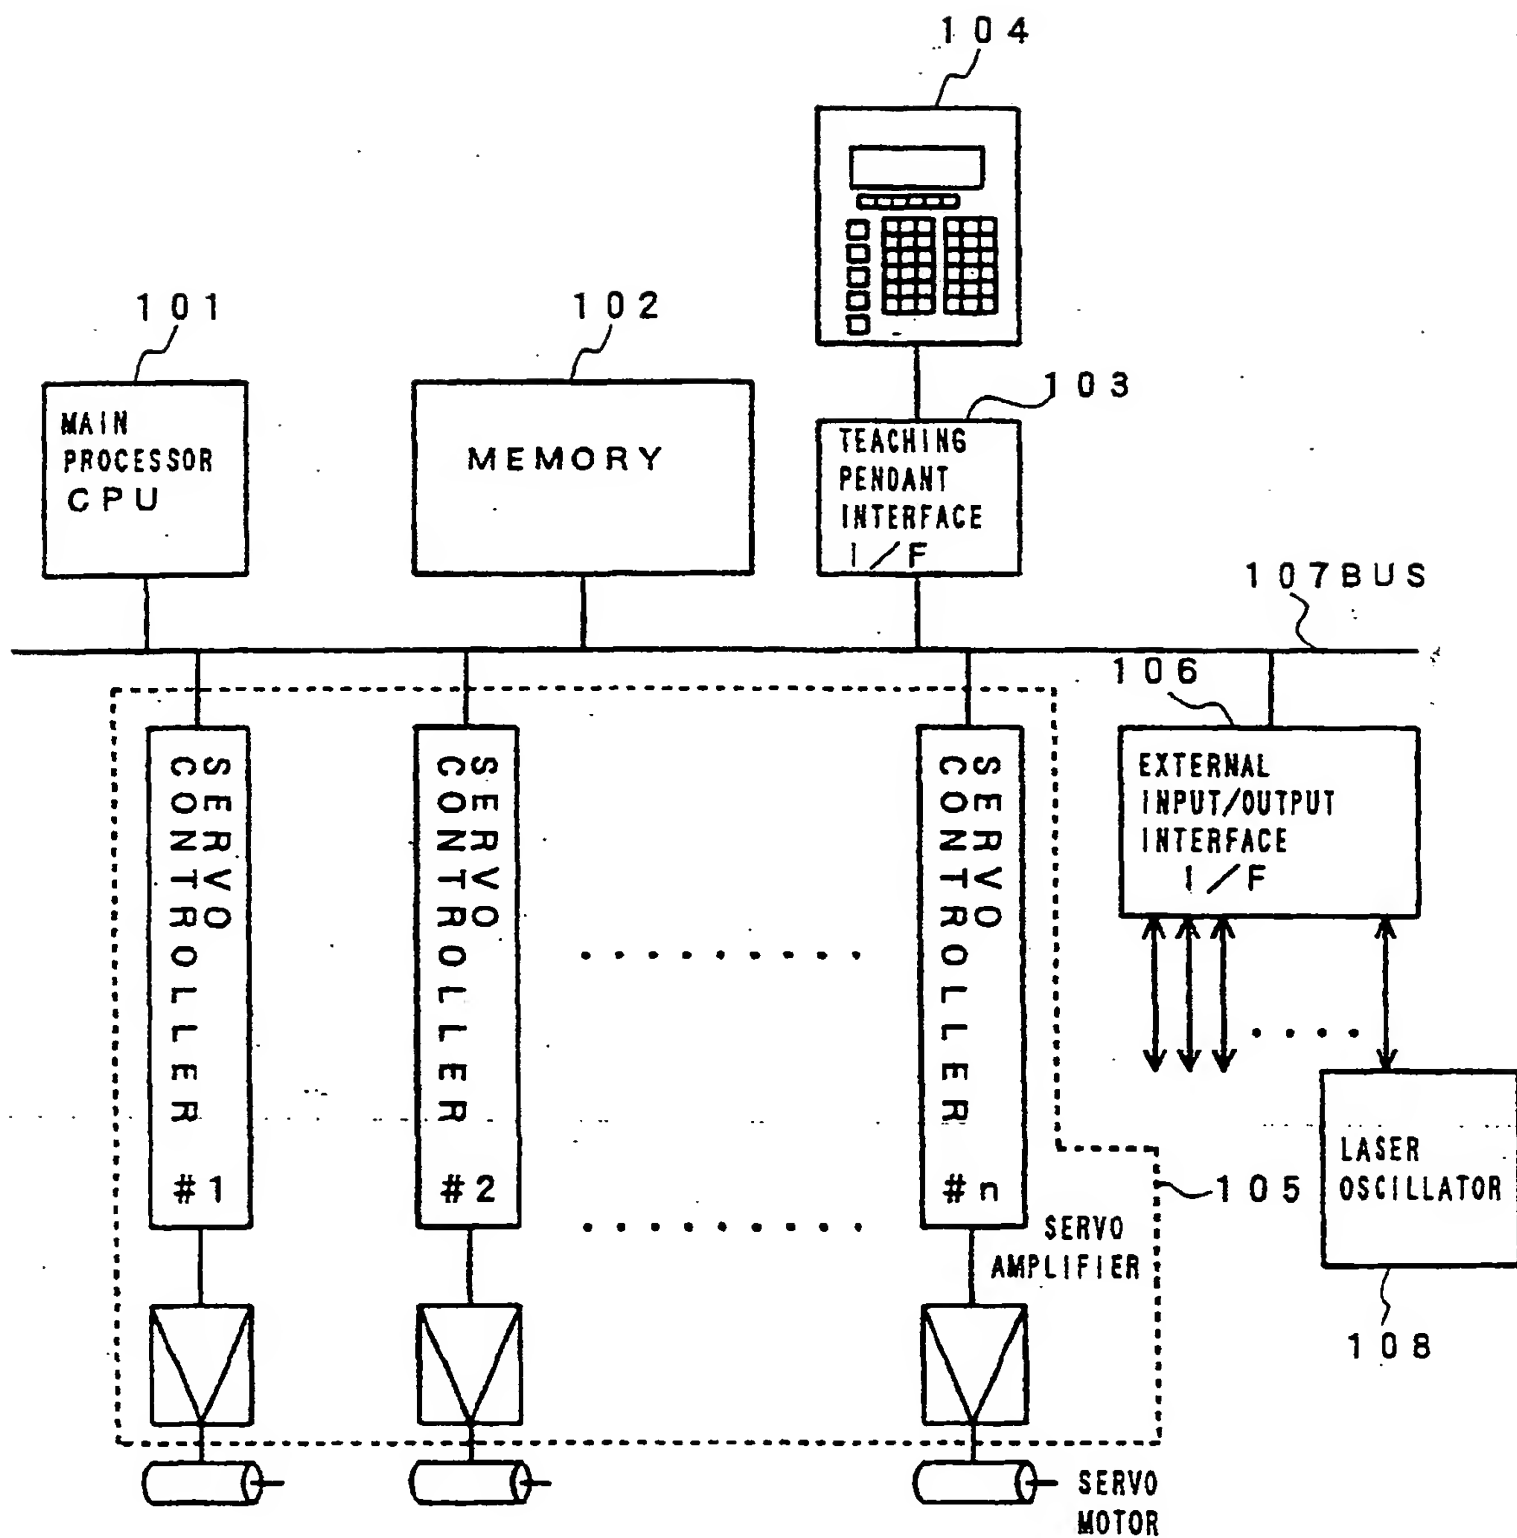 104
101
102
103
MAIN
PROCESSOR
CPU
MEMORY
TEACHING
PENDANT
INTERFACE
I/F
107BUS
106
SERVO
CONTROLLER
#1
SERVO
CONTROLLER
#2
SERVO
CONTROLLER
#n
EXTERNAL
INPUT/OUTPUT
INTERFACE
I/F
105
LASER
OSCILLATOR
SERVO
AMPLIFIER
108
SERVO
MOTOR